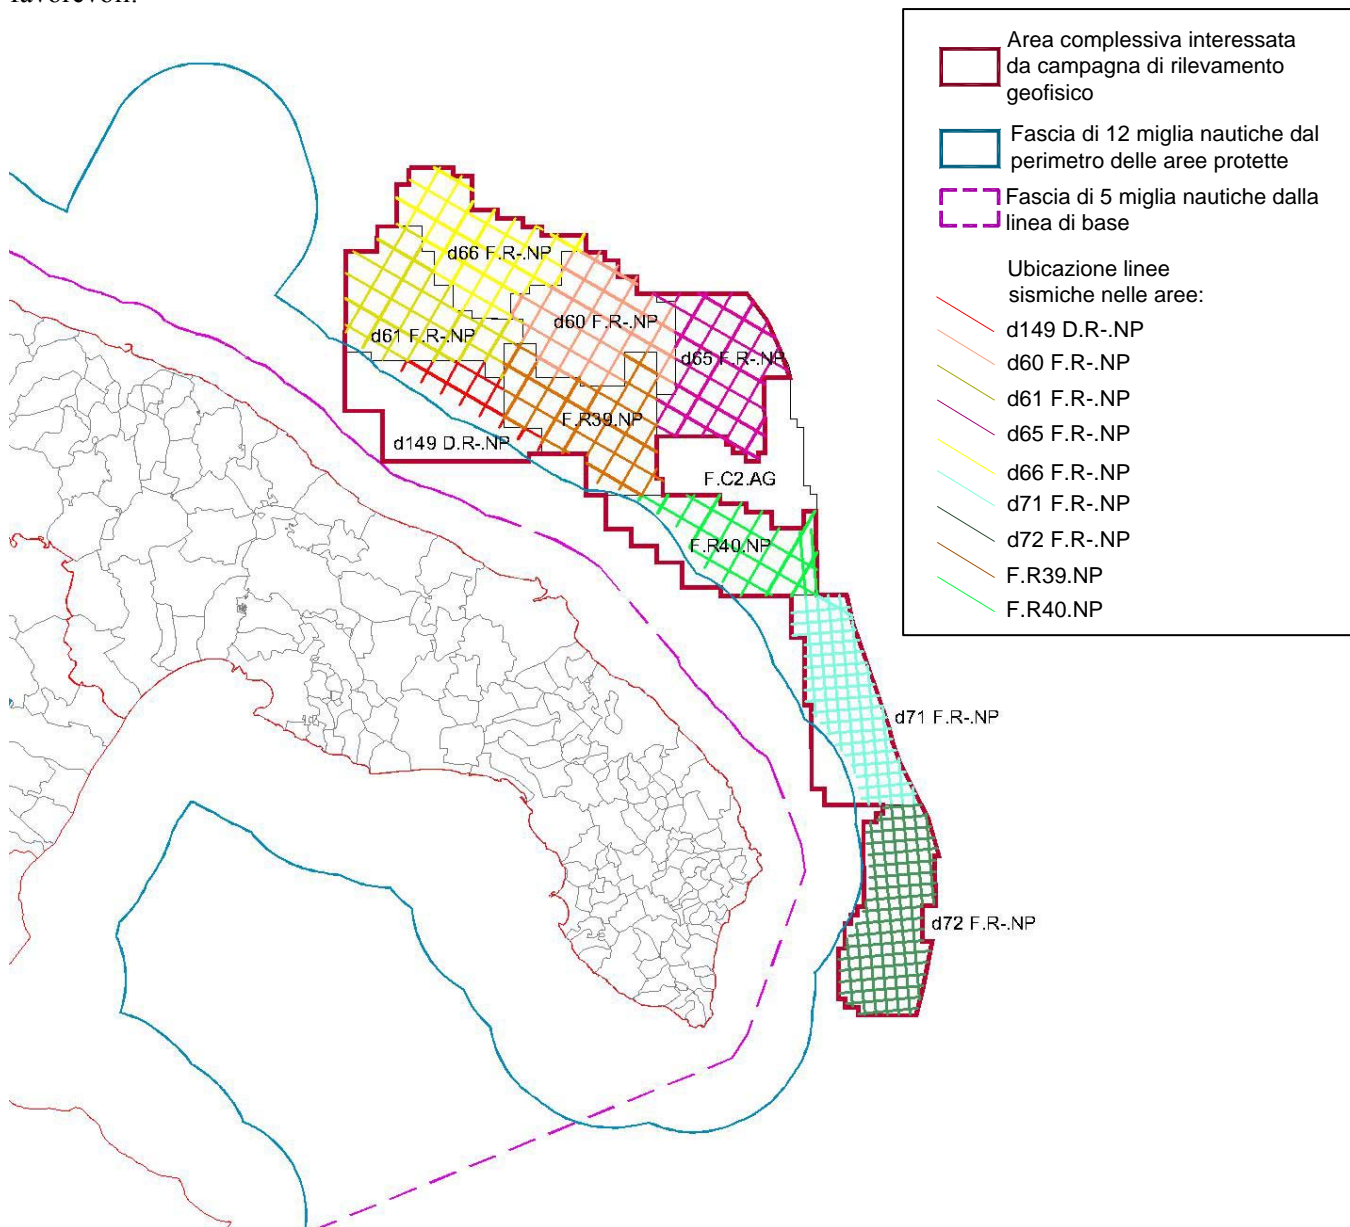 Area complessiva interessata
da campagna di rilevamento
geofisico
Fascia di 12 miglia nautiche dal
perimetro delle aree protette
Fascia di 5 miglia nautiche dalla
linea di base
Ubicazione linee
sismiche nelle aree:
d149 D.R-.NP
d60 F.R-.NP
d61 F.R-.NP
d65 F.R-.NP
d66 F.R-.NP
d71 F.R-.NP
d72 F.R-.NP
F.R39.NP
F.R40.NP
d66 F.R-.NP
d60 F.R-.NP
d61 F.R-.NP
d65 F.R-.NP
F.R39.NP
d149 D.R-.NP
F.C2.AG
F.R40.NP
d71 F.R-.NP
d72 F.R-.NP